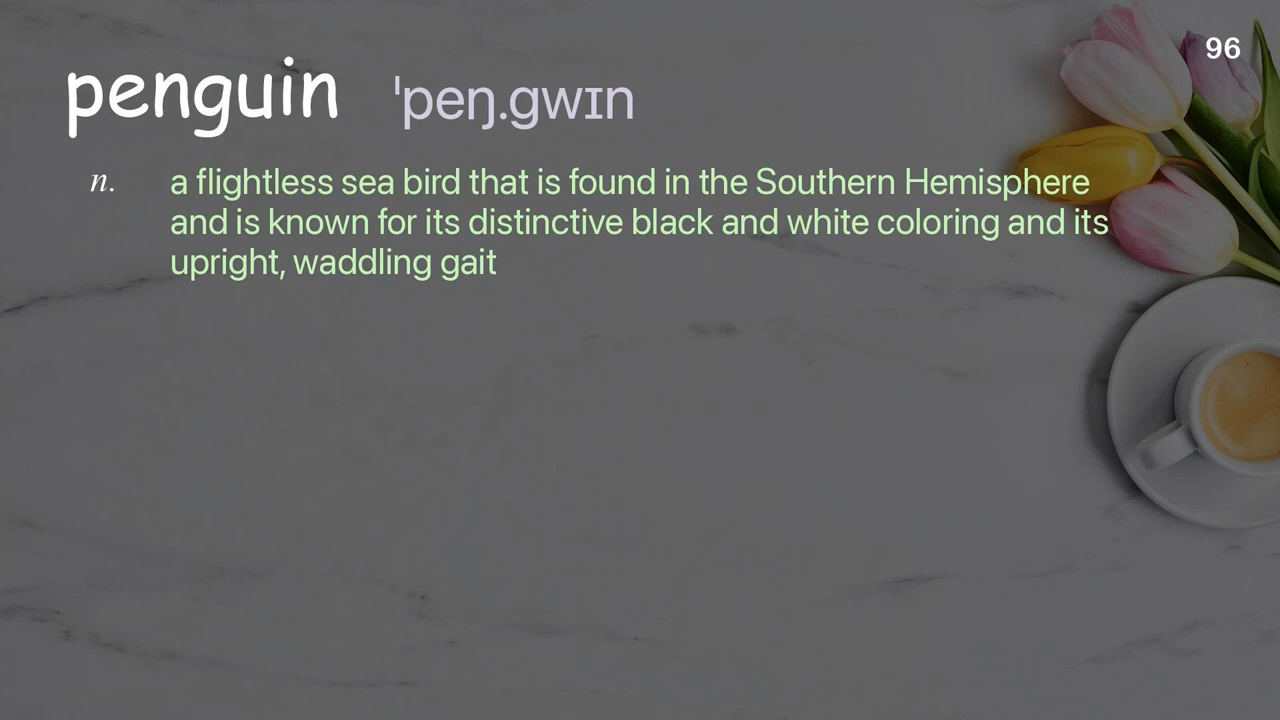 96
penguin ˈpeŋ.gwɪn
n. a flightless sea bird that is found in the Southern Hemisphere
and is known for its distinctive black and white coloring and its
upright, waddling gait